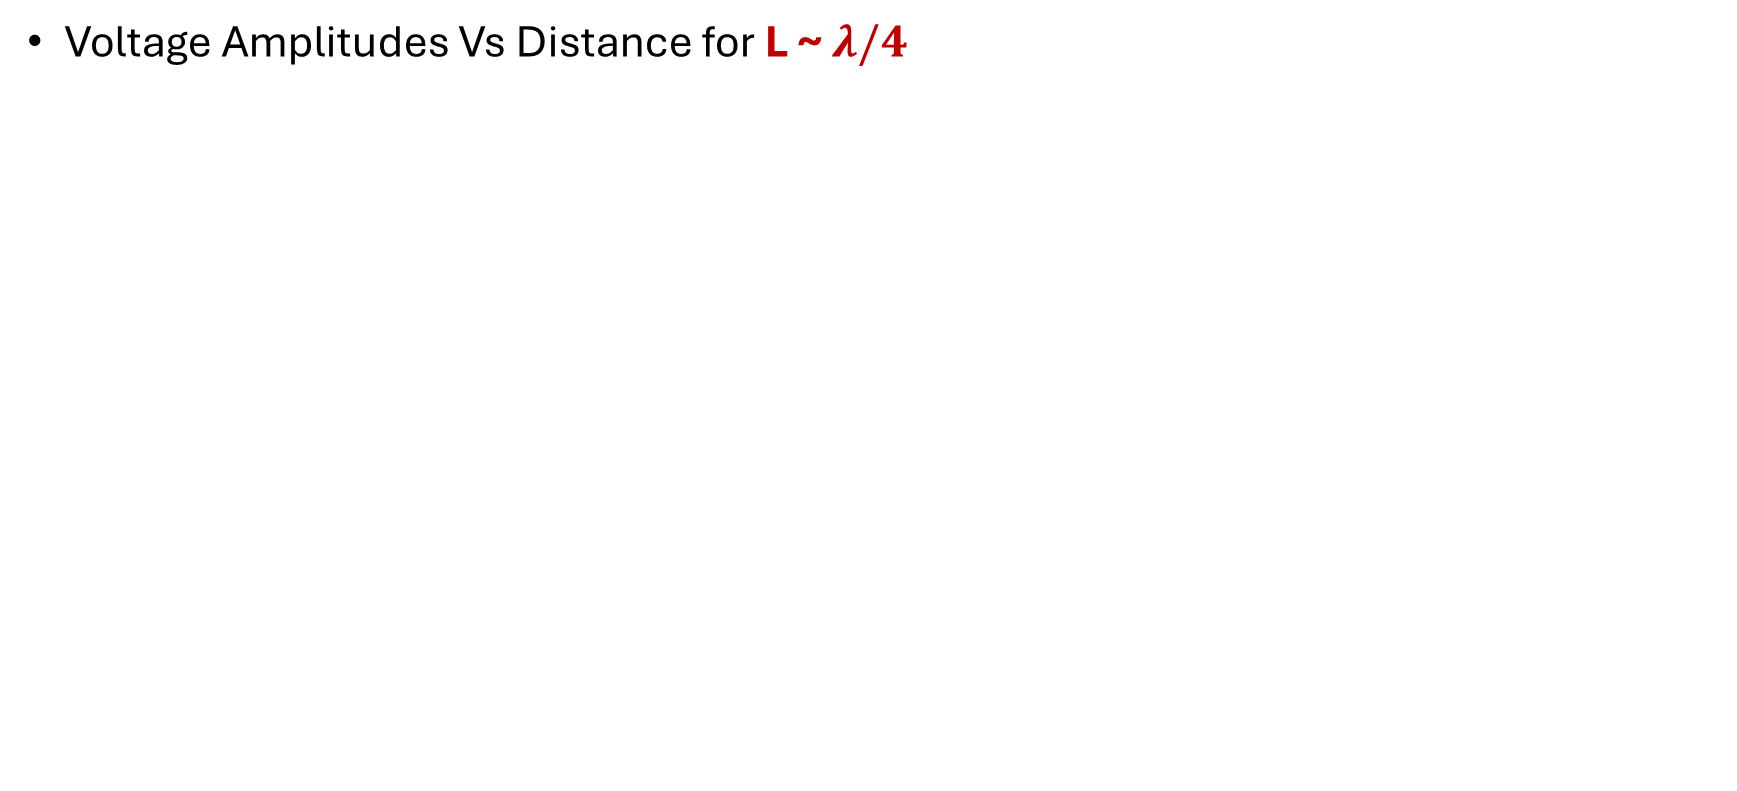 • Voltage Amplitudes Vs Distance for L ~ 𝝀/𝟒